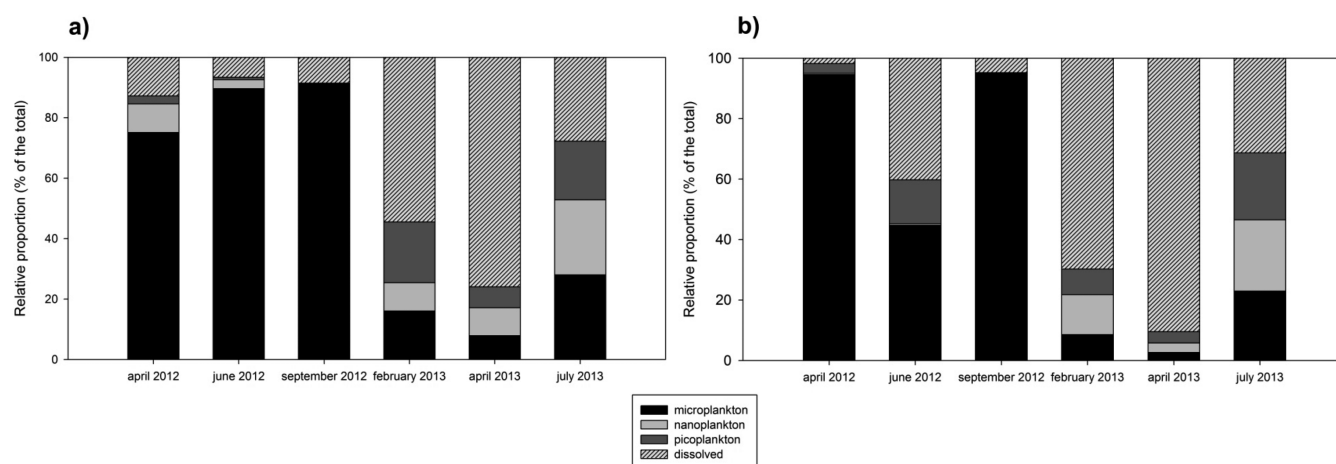 a)
Relative proportion (% of the total)
100
80
60
40
20
0
april 2012
june 2012
september 2012
february 2013
april 2013
july 2013
b)
Relative proportion (% of the total)
100
80
60
40
20
0
april 2012
june 2012
september 2012
february 2013
april 2013
july 2013
microplankton
nanoplankton
picoplankton
dissolved